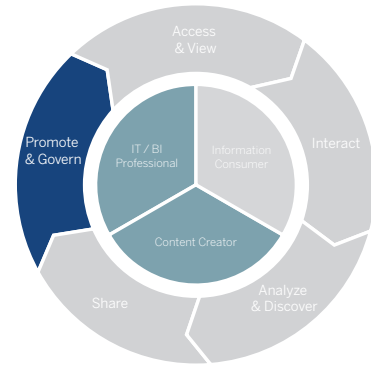 Access
& View
Promote
& Govern
IT / BI
Professional
Information
Consumer
Interact
Content Creator
Share
Analyze
& Discover